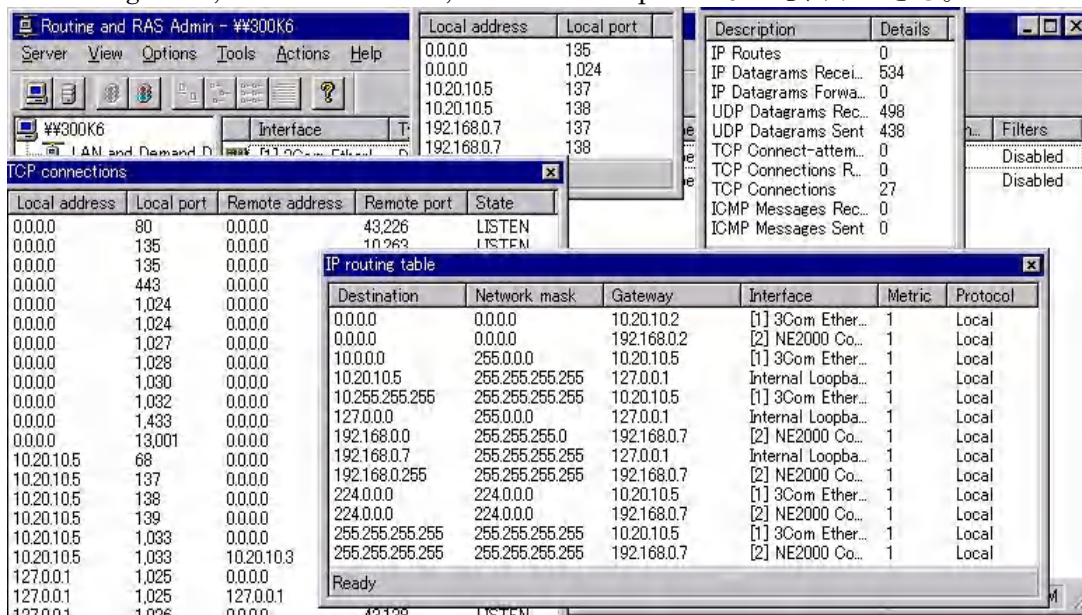 Routing and RAS Admin - ¥¥300K6
Server View Options Tools Actions Help
¥¥300K6
LAN and Demand D
Interface
Local address Local port
0.0.0.0 135
0.0.0.0 1,024
10.20.10.5 137
10.20.10.5 138
192.168.0.7 137
192.168.0.7 138
Description Details
IP Routes 0
IP Datagrams Recei... 534
IP Datagrams Forwa... 0
UDP Datagrams Rec... 498
UDP Datagrams Sent 438
TCP Connect-attem... 0
TCP Connections R... 0
TCP Connections 27
ICMP Messages Rec... 0
ICMP Messages Sent 0
Filters
Disabled
Disabled
TCP connections
Local address Local port Remote address Remote port State
0.0.0.0 80 0.0.0.0 43,226 LISTEN
0.0.0.0 135 0.0.0.0 10,263 LISTEN
0.0.0.0 135 0.0.0.0
0.0.0.0 443 0.0.0.0
0.0.0.0 1,024 0.0.0.0
0.0.0.0 1,024 0.0.0.0
0.0.0.0 1,027 0.0.0.0
0.0.0.0 1,028 0.0.0.0
0.0.0.0 1,030 0.0.0.0
0.0.0.0 1,032 0.0.0.0
0.0.0.0 1,433 0.0.0.0
0.0.0.0 13,001 0.0.0.0
10.20.10.5 68 0.0.0.0
10.20.10.5 137 0.0.0.0
10.20.10.5 138 0.0.0.0
10.20.10.5 139 0.0.0.0
10.20.10.5 1,033 0.0.0.0
10.20.10.5 1,033 10.20.10.3
127.0.0.1 1,025 0.0.0.0
127.0.0.1 1,025 127.0.0.1
127.0.0.1 1,026 0.0.0.0 LISTEN
IP routing table
Destination Network mask Gateway Interface Metric Protocol
0.0.0.0 0.0.0.0 10.20.10.2 [1] 3Com Ether... 1 Local
0.0.0.0 0.0.0.0 192.168.0.2 [2] NE2000 Co... 1 Local
10.0.0.0 255.0.0.0 10.20.10.5 [1] 3Com Ether... 1 Local
10.20.10.5 255.255.255.255 127.0.0.1 Internal Loopba... 1 Local
10.255.255.255 255.255.255.255 10.20.10.5 [1] 3Com Ether... 1 Local
127.0.0.0 255.0.0.0 127.0.0.1 Internal Loopba... 1 Local
192.168.0.0 255.255.255.0 192.168.0.7 [2] NE2000 Co... 1 Local
192.168.0.7 255.255.255.255 127.0.0.1 Internal Loopba... 1 Local
192.168.0.255 255.255.255.255 192.168.0.7 [2] NE2000 Co... 1 Local
224.0.0.0 224.0.0.0 10.20.10.5 [1] 3Com Ether... 1 Local
224.0.0.0 224.0.0.0 192.168.0.7 [2] NE2000 Co... 1 Local
255.255.255.255 255.255.255.255 10.20.10.5 [1] 3Com Ether... 1 Local
255.255.255.255 255.255.255.255 192.168.0.7 [2] NE2000 Co... 1 Local
Ready